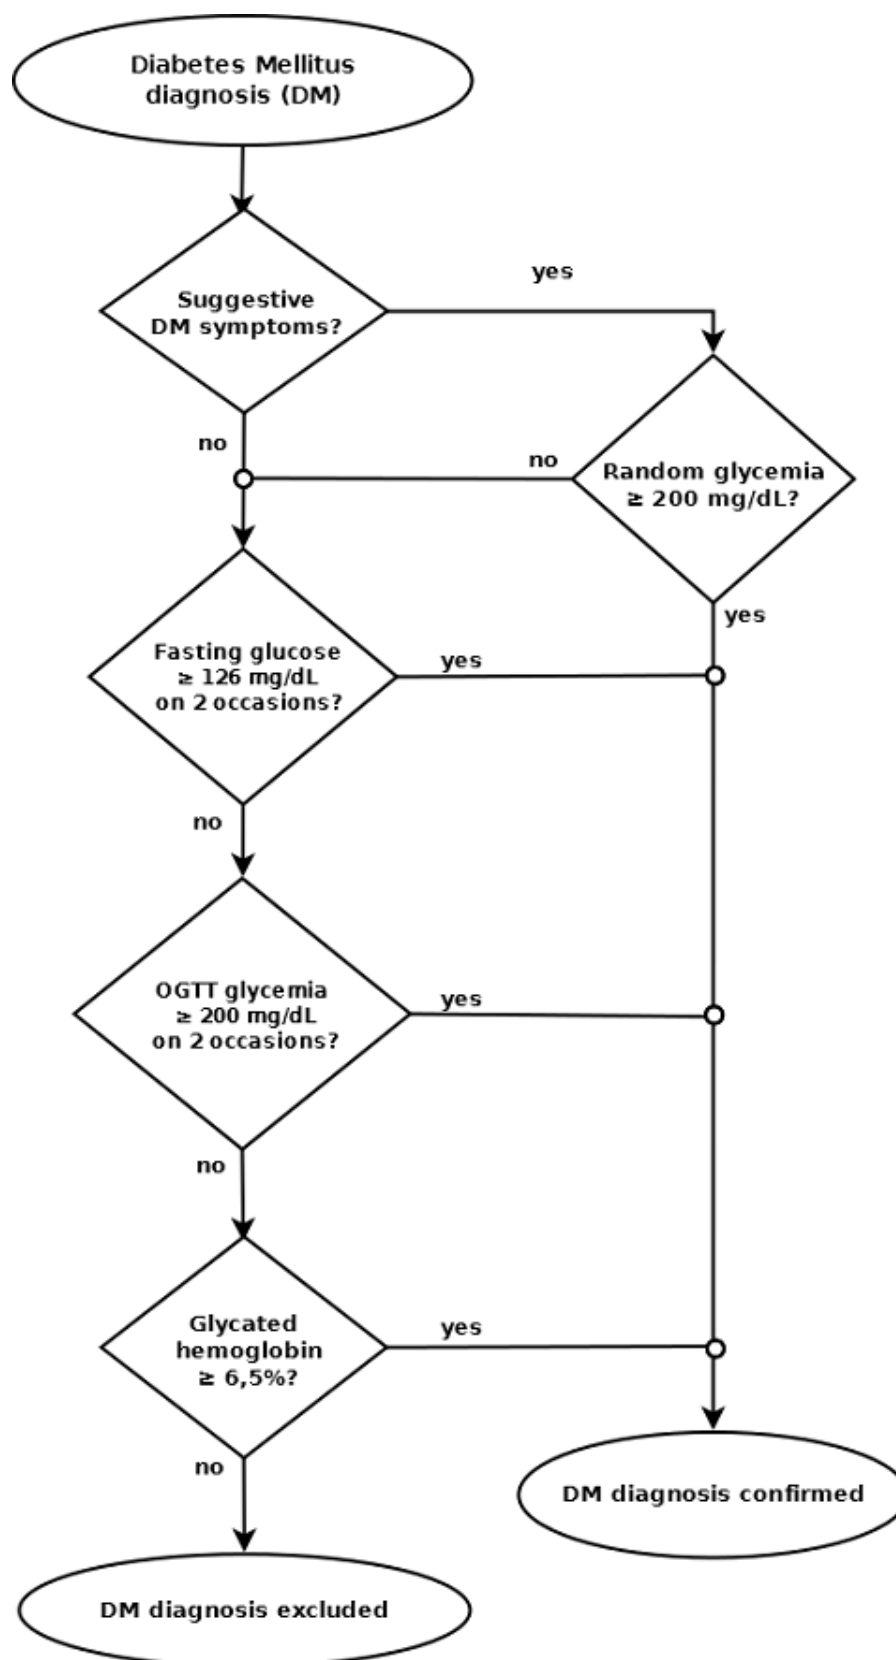 Diabetes Mellitus
diagnosis (DM)
yes
Suggestive
DM symptoms?
no
no
Random glycemia
≥ 200 mg/dL?
yes
Fasting glucose
≥ 126 mg/dL
on 2 occasions?
yes
no
OGTT glycemia
≥ 200 mg/dL
on 2 occasions?
yes
no
Glycated
hemoglobin
≥ 6,5%?
yes
no
DM diagnosis confirmed
DM diagnosis excluded